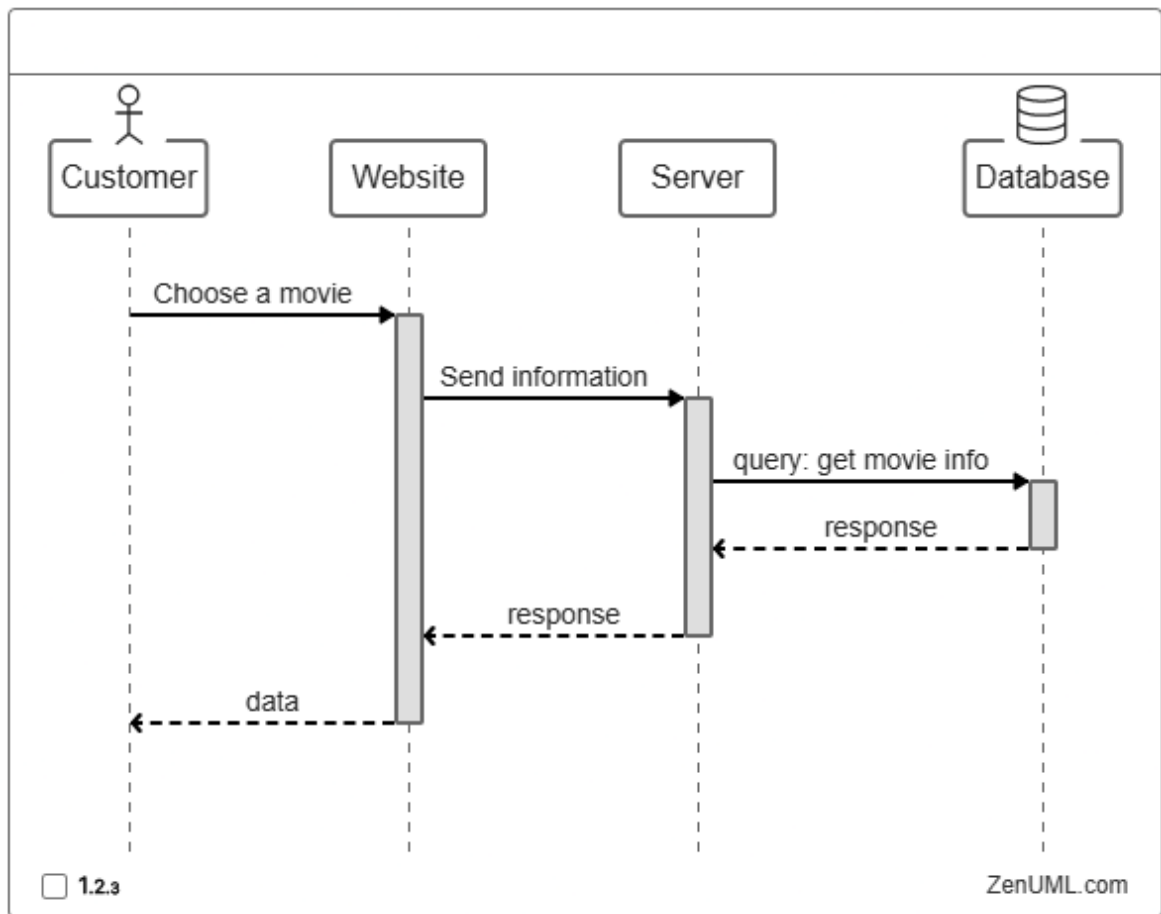 Customer
Website
Server
Database
Choose a movie
Send information
query: get movie info
response
response
data
1.2.3
ZenUML.com